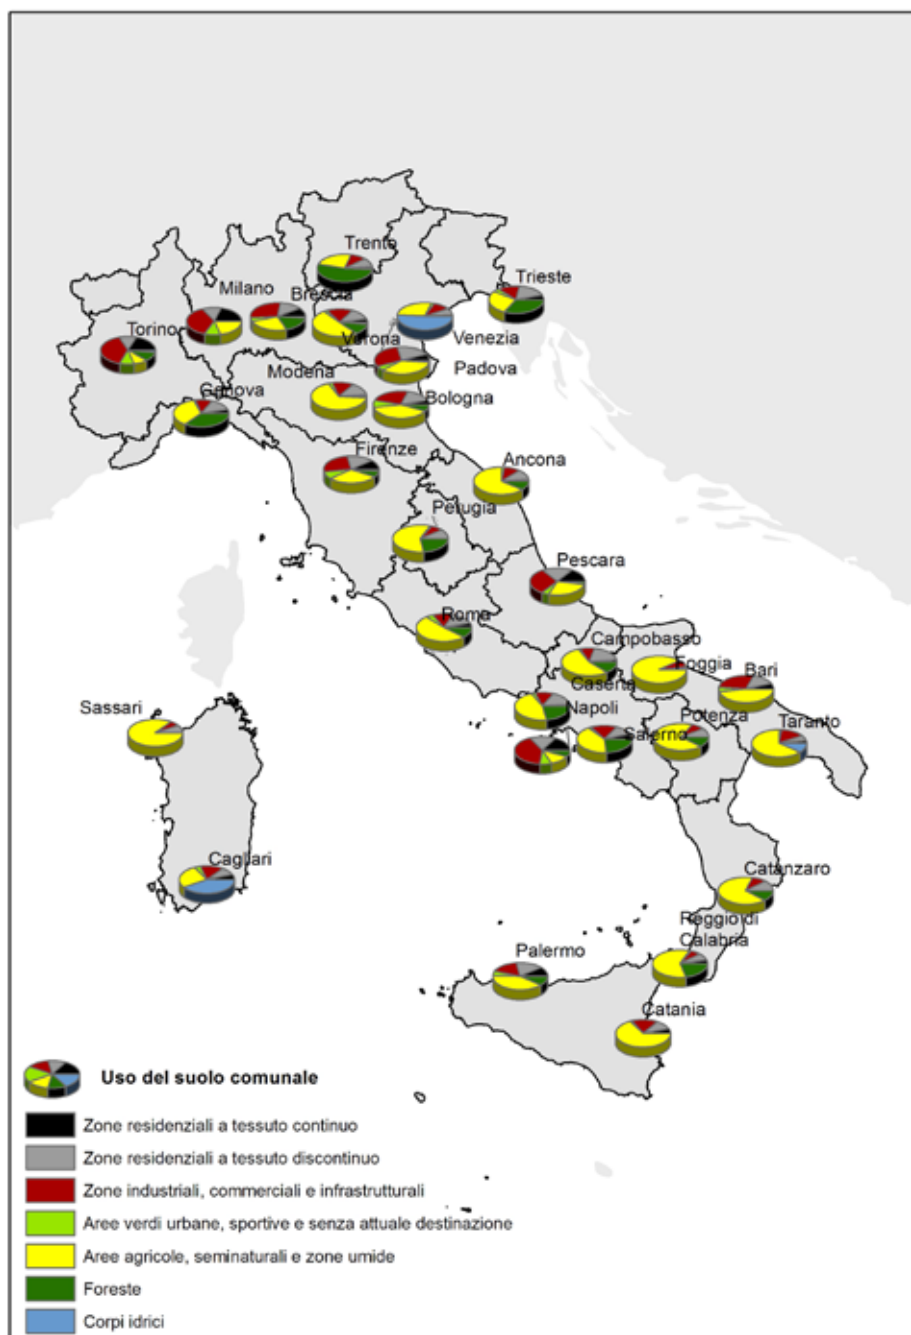 Trento
Trieste
Milano
Brescia
Torino
Verona
Venezia
Padova
Modena
Genova
Bologna
Firenze
Ancona
Perugia
Pescara
Roma
Campobasso
Foggia
Bari
Caserta
Sassari
Napoli
Potenza
Taranto
Salerno
Cagliari
Catanzaro
Reggio di
Calabria
Palermo
Catania
Uso del suolo comunale
Zone residenziali a tessuto continuo
Zone residenziali a tessuto discontinuo
Zone industriali, commerciali e infrastrutturali
Aree verdi urbane, sportive e senza attuale destinazione
Aree agricole, seminaturali e zone umide
Foreste
Corpi idrici